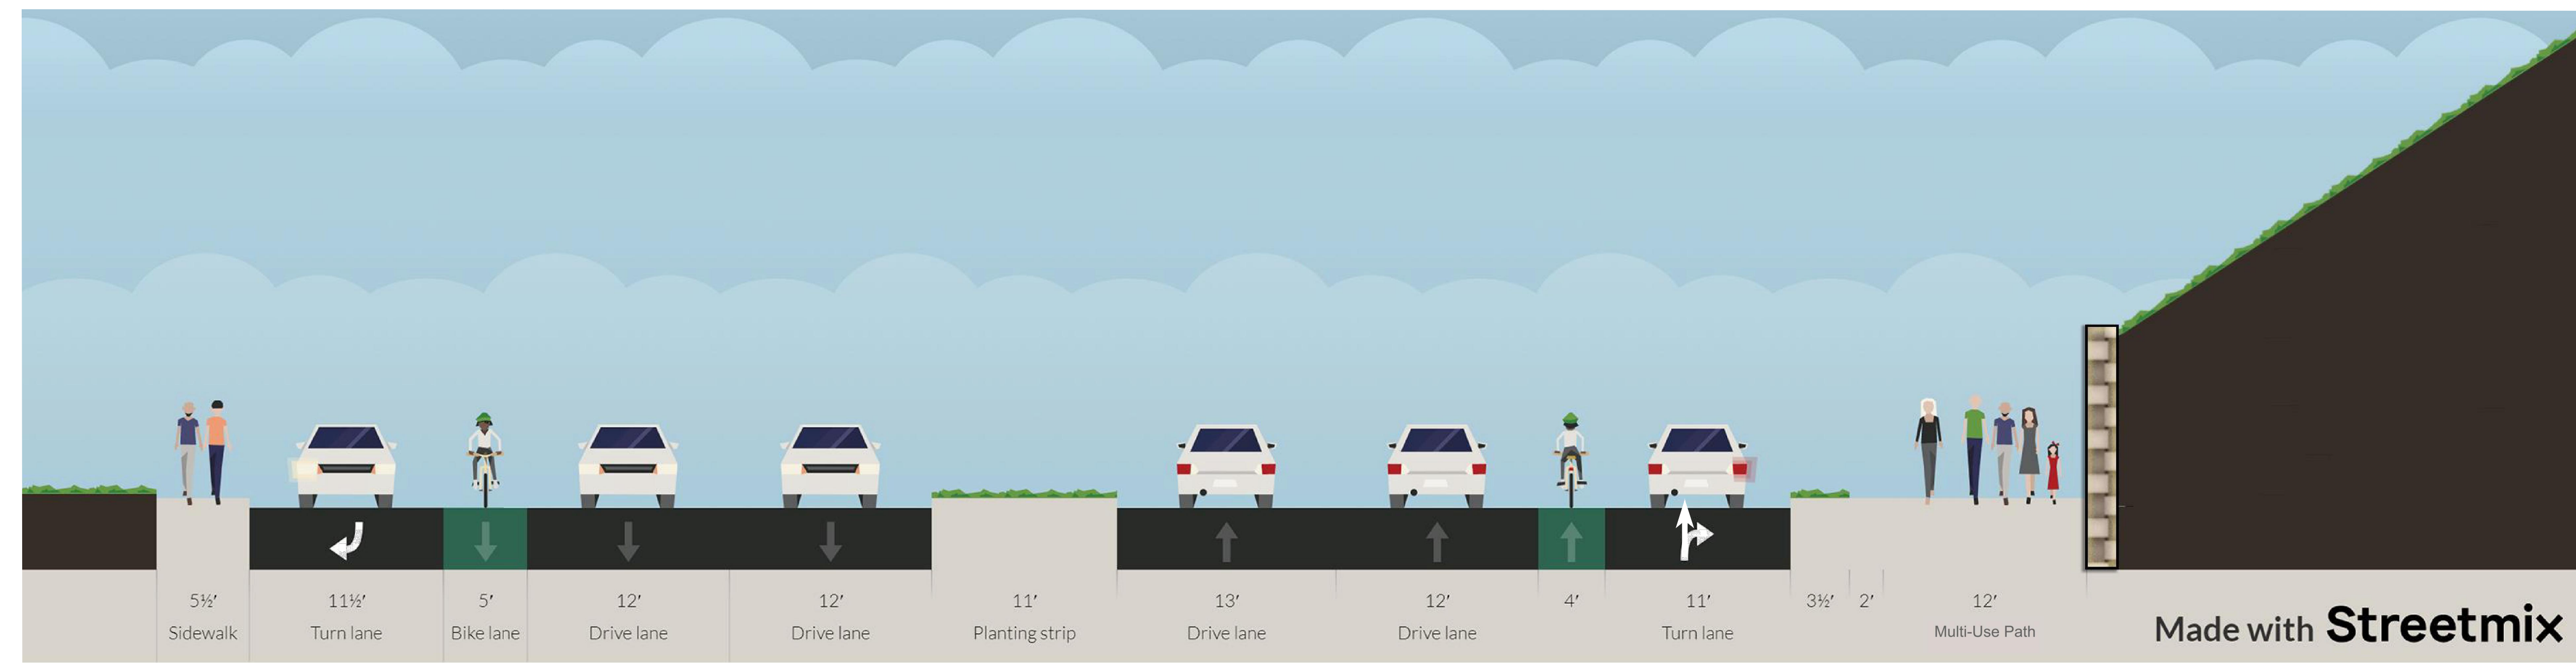 5½′ 11½′ 5′ 12′ 12′ 11′ 13′ 12′ 4′ 11′ 3½′ 2′ 12′
Sidewalk Turn lane Bike lane Drive lane Drive lane Planting strip Drive lane Drive lane Turn lane Multi-Use Path
Made with Streetmix